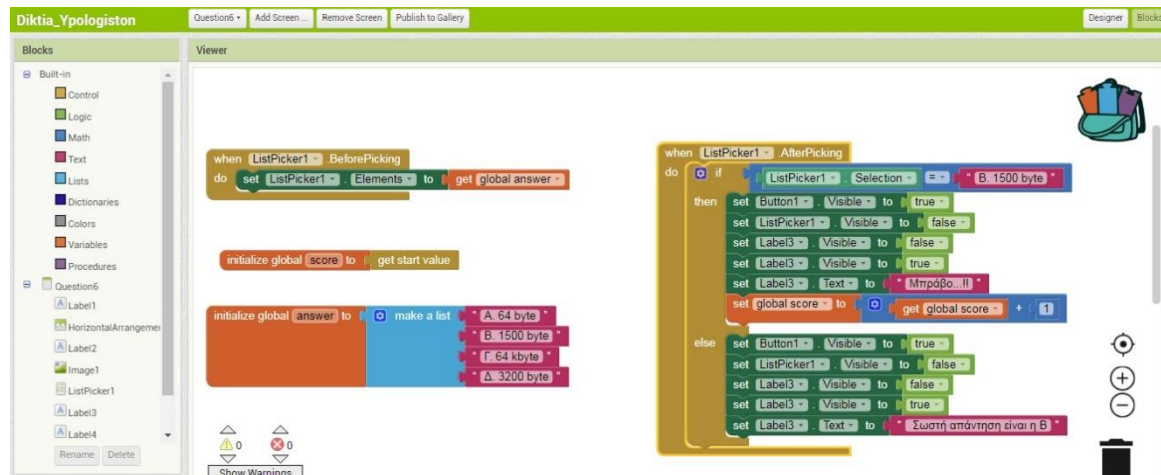 Diktia_Ypologiston
Question6
Add Screen ...
Remove Screen
Publish to Gallery
Designer
Blocks
Blocks
Viewer
Built-in
Control
Logic
Math
Text
Lists
Dictionaries
Colors
Variables
Procedures
Question6
Label1
HorizontalArrangemer
Label2
Image1
ListPicker1
Label3
Label4
Rename
Delete
when ListPicker1 .BeforePicking
do set ListPicker1 . Elements to get global answer
initialize global score to get start value
initialize global answer to make a list " A. 64 byte "
" B. 1500 byte "
" Γ. 64 kbyte "
" Δ. 3200 byte "
0 0
Show Warnings
when ListPicker1 .AfterPicking
do if ListPicker1 . Selection = " B. 1500 byte "
then set Button1 . Visible to true
set ListPicker1 . Visible to false
set Label3 . Visible to false
set Label3 . Visible to true
set Label3 . Text to " Μπράβο...!! "
set global score to get global score + 1
else set Button1 . Visible to true
set ListPicker1 . Visible to false
set Label3 . Visible to false
set Label3 . Visible to true
set Label3 . Text to " Σωστή απάντηση είναι η Β "